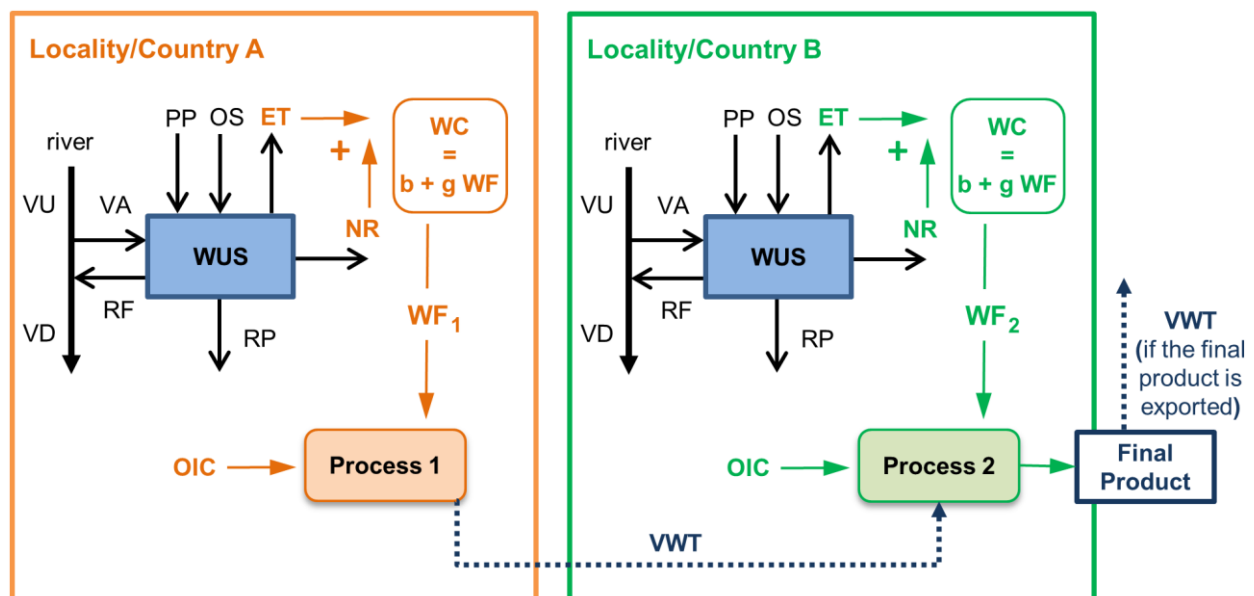 Locality/Country A
PP
OS
ET
river
+
WC
=
b + g WF
VU
VA
NR
WUS
RF
VD
RP
WF1
OIC
Process 1
Locality/Country B
PP
OS
ET
river
+
WC
=
b + g WF
VU
VA
NR
WUS
RF
VD
RP
WF2
OIC
Process 2
VWT
Final
Product
VWT
(if the final
product is
exported)